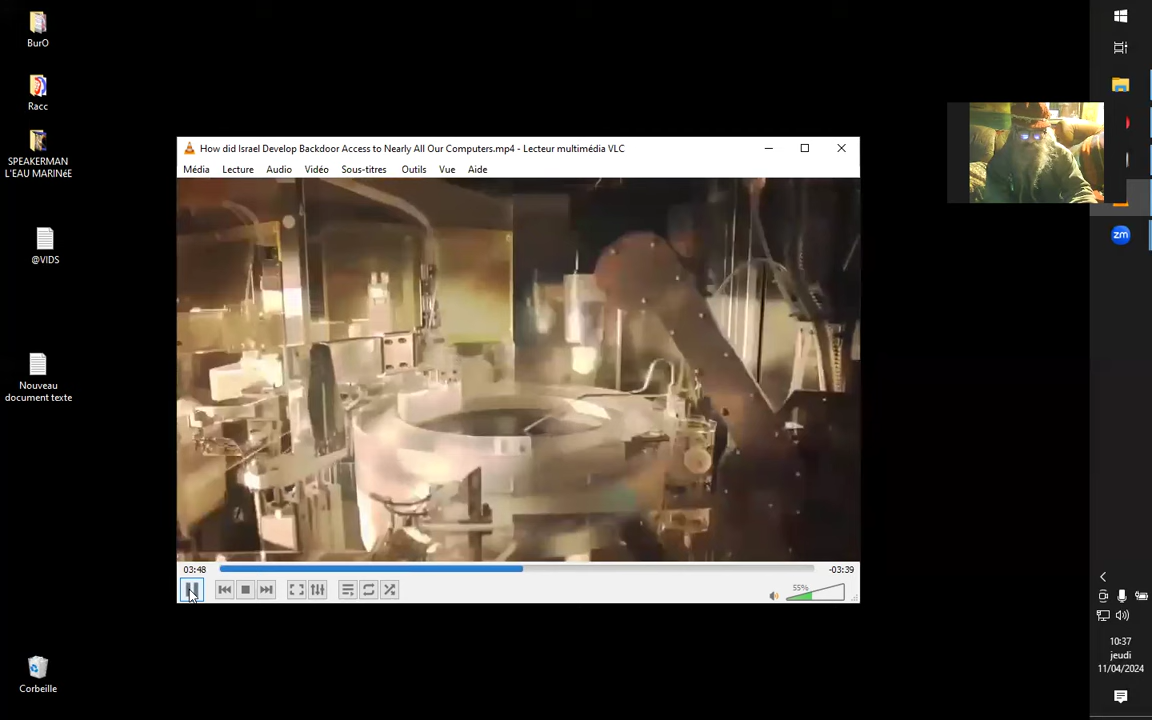 BurO
Racc
SPEAKERMAN
L'EAU MARINéE
@VIDS
Nouveau
document texte
Corbeille
How did Israel Develop Backdoor Access to Nearly All Our Computers.mp4 - Lecteur multimédia VLC
Média Lecture Audio Vidéo Sous-titres Outils Vue Aide
03:48 -03:39
55%
zm
10:37
jeudi
11/04/2024